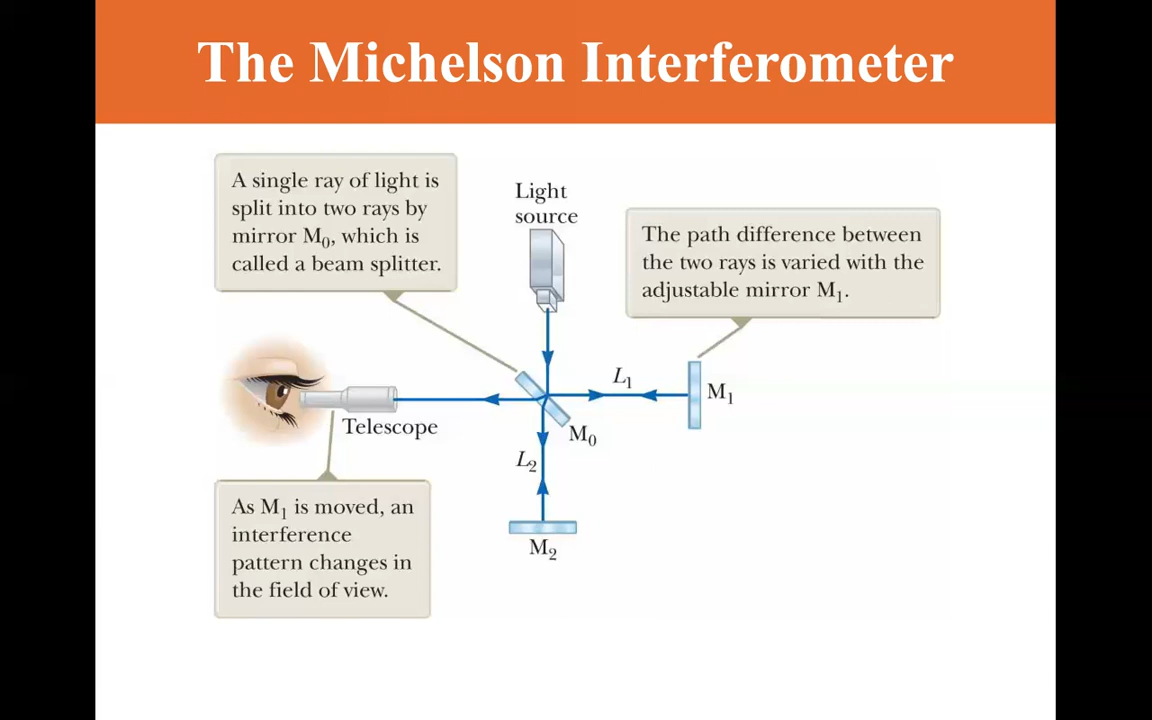 The Michelson Interferometer
A single ray of light is
split into two rays by
mirror M₀, which is
called a beam splitter.
Light
source
The path difference between
the two rays is varied with the
adjustable mirror M₁.
L₁
M₁
Telescope
M₀
L₂
As M₁ is moved, an
interference
pattern changes in
the field of view.
M₂